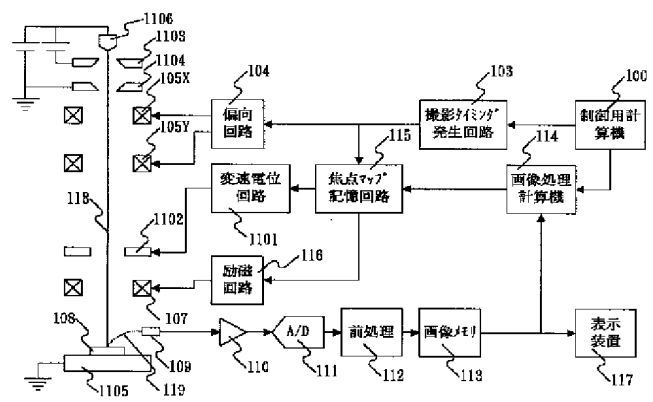 1106
1103
1104
105X
105Y
118
1102
107
108
1105
119
109
104
偏向
回路
変速電位
回路
1101
励磁
回路
116
115
焦点マップ
記憶回路
103
撮影タイミング
発生回路
100
制御用計
算機
114
画像処理
計算機
110
A/D
111
前処理
112
画像メモリ
113
表示
装置
117